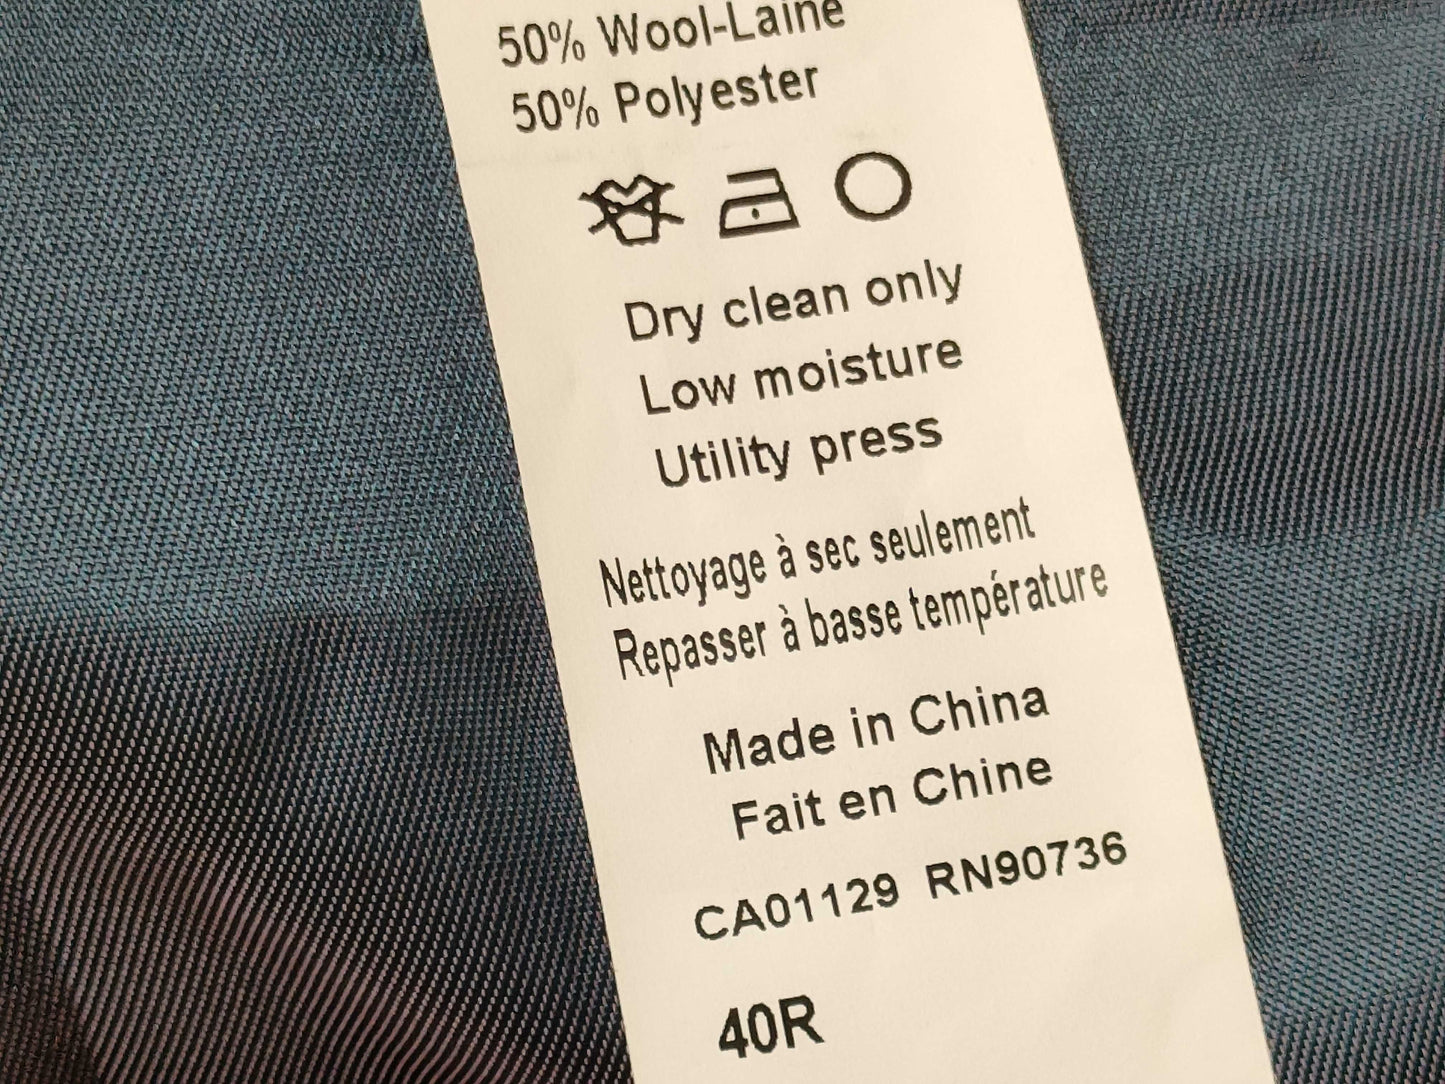 50% Wool-Laine
50% Polyester
Dry clean only
Low moisture
Utility press
Nettoyage à sec seulement
Repasser à basse température
Made in China
Fait en Chine
CA01129 RN90736
40R